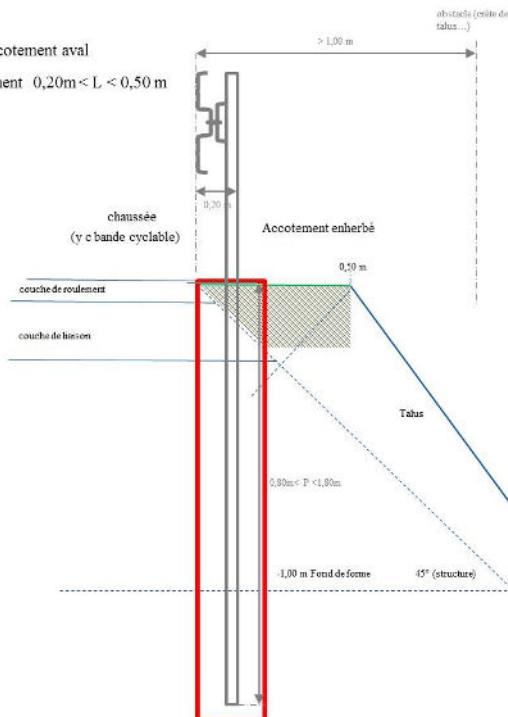 obstacle (crête de
talus...)
> 1,00 m
cotement aval
ent 0,20m< L < 0,50 m
0,20 m
chaussée
(y c bande cyclable)
Accotement enherbé
0,50 m
couche de roulement
couche de liaison
Talus
0,80m< P <1,80m
-1,00 m Fond de forme
45° (structure)